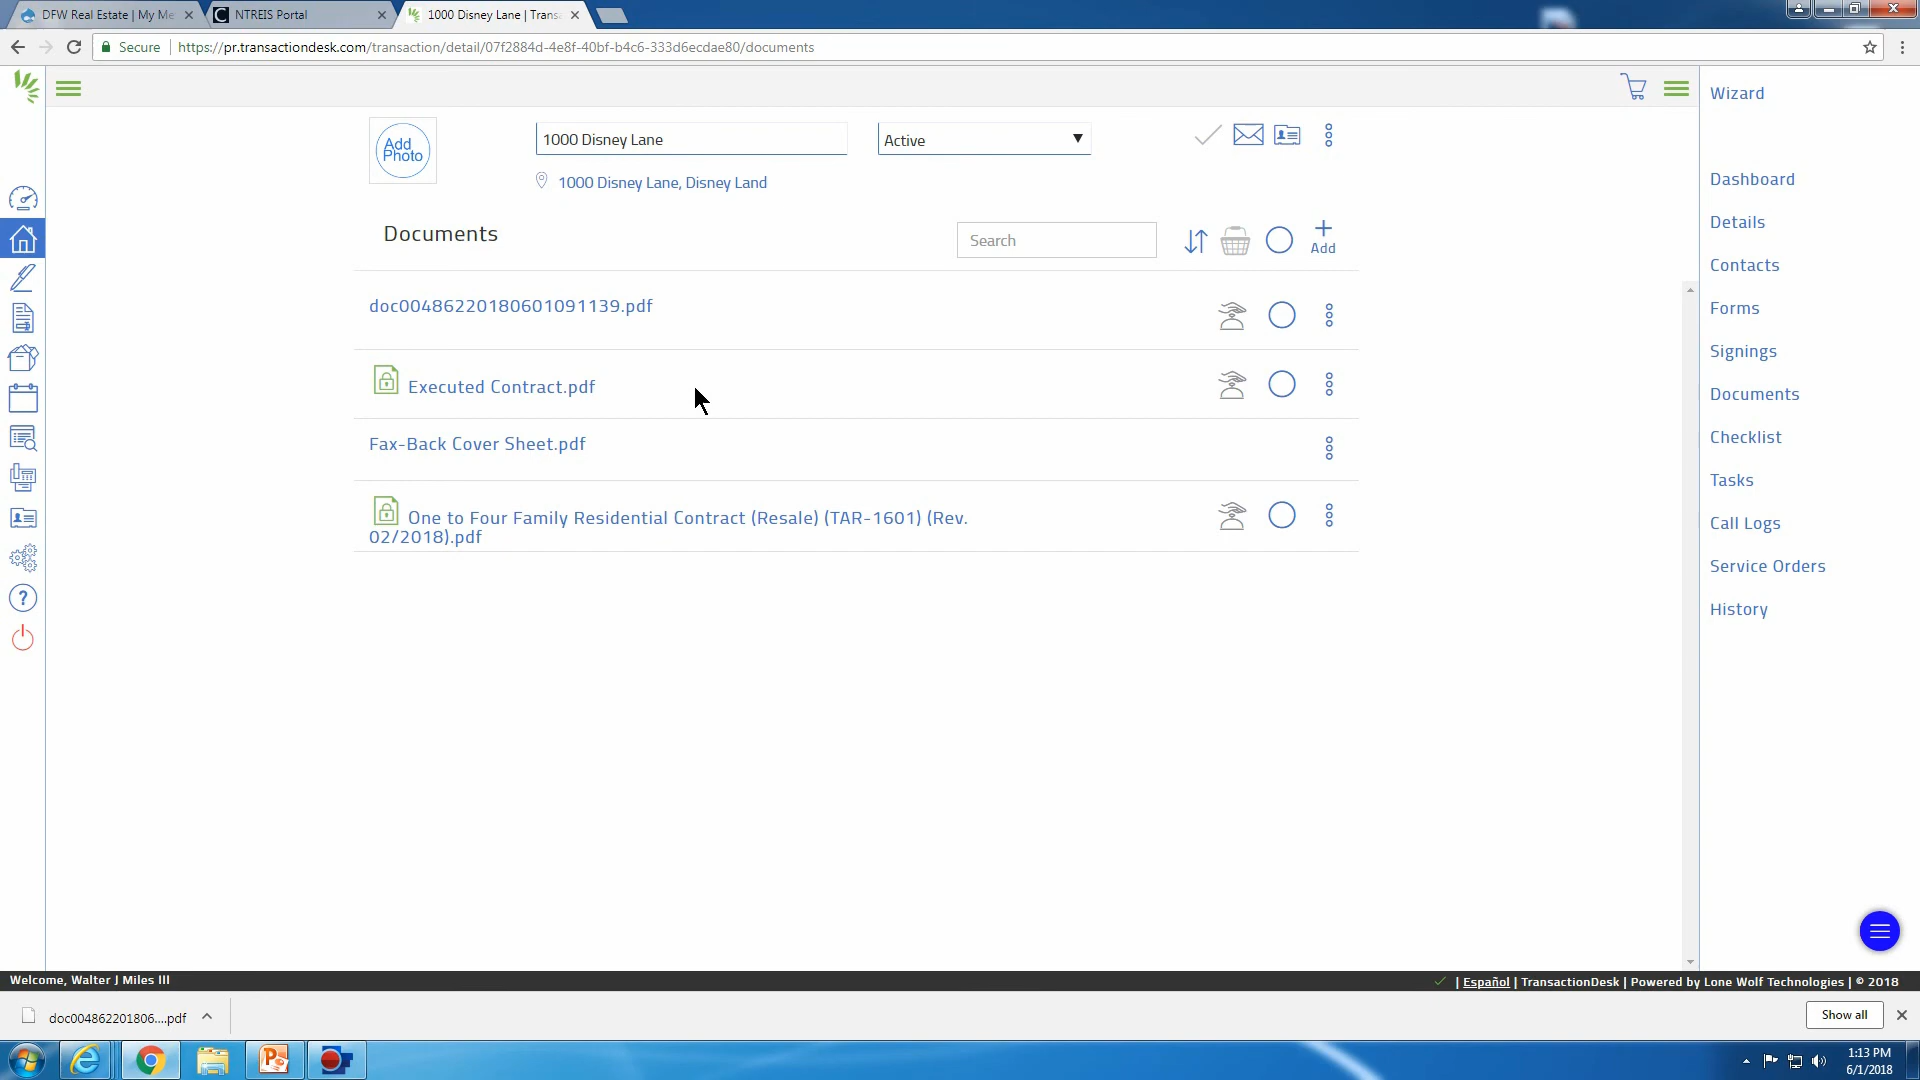 DFW Real Estate | My Me
NTREIS Portal
1000 Disney Lane | Trans
Secure
https://pr.transactiondesk.com/transaction/detail/07f2884d-4e8f-40bf-b4c6-333d6ecdae80/documents
Add
Photo
1000 Disney Lane
Active
1000 Disney Lane, Disney Land
Documents
Search
Add
doc00486220180601091139.pdf
Executed Contract.pdf
Fax-Back Cover Sheet.pdf
One to Four Family Residential Contract (Resale) (TAR-1601) (Rev.
02/2018).pdf
Wizard
Dashboard
Details
Contacts
Forms
Signings
Documents
Checklist
Tasks
Call Logs
Service Orders
History
Welcome, Walter J Miles III
| Español | TransactionDesk | Powered by Lone Wolf Technologies | © 2018
doc004862201806....pdf
Show all
1:13 PM
6/1/2018